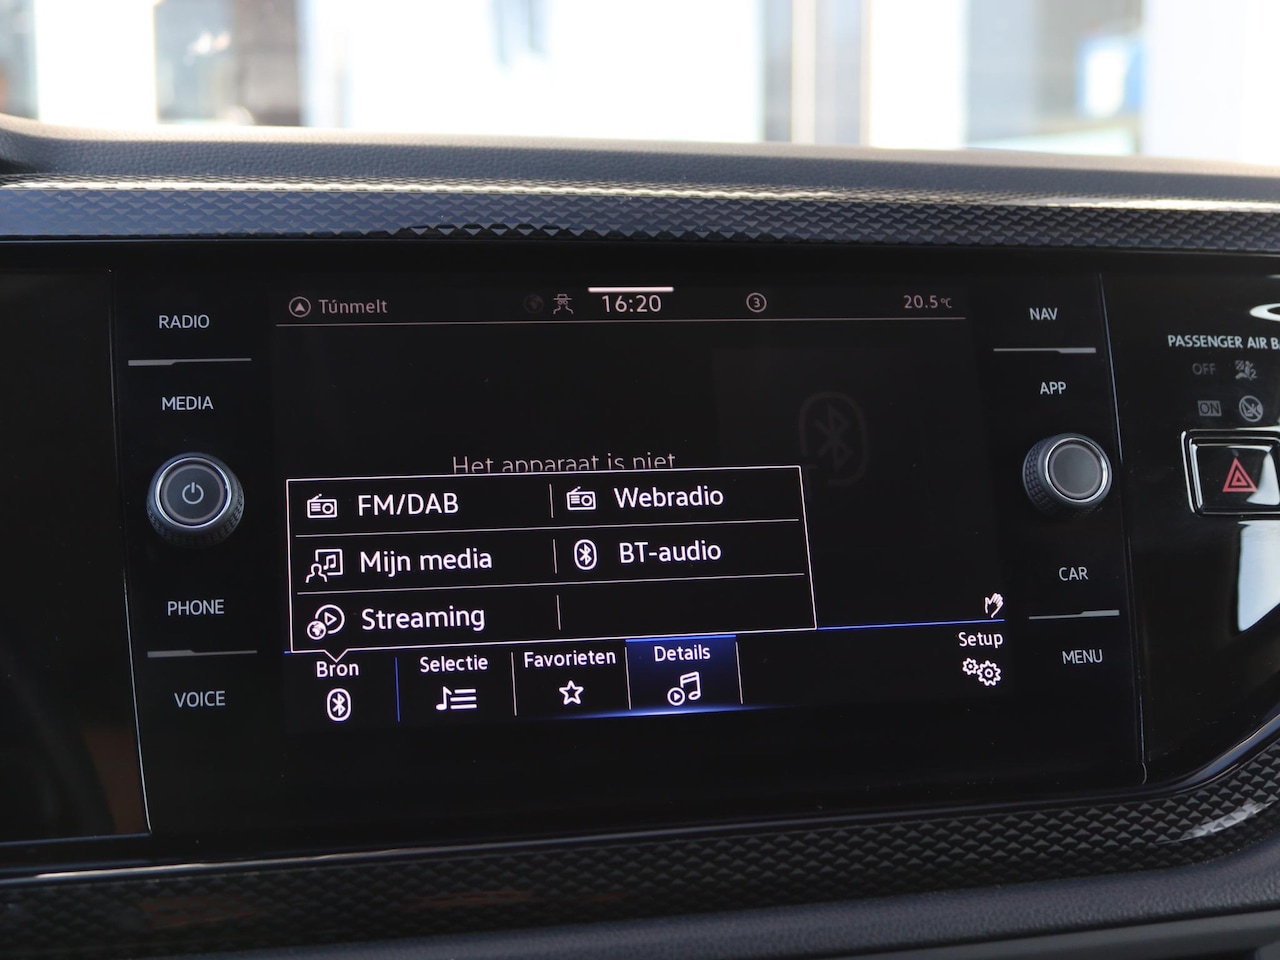 RADIO
MEDIA
PHONE
VOICE
Túnmelt
16:20
3
20.5°C
Het apparaat is niet
FM/DAB
Webradio
Mijn media
BT-audio
Streaming
Bron
Selectie
Favorieten
Details
Setup
NAV
APP
CAR
MENU
PASSENGER AIR
OFF
ON